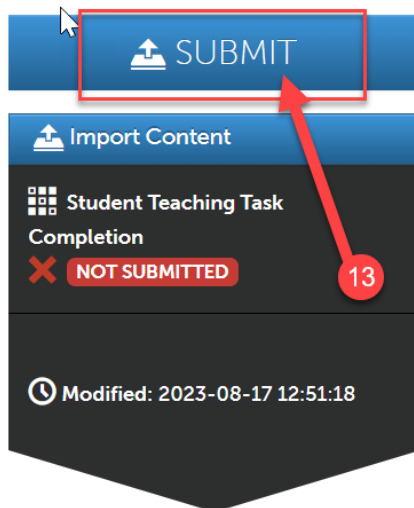 SUBMIT
Import Content
Student Teaching Task
Completion
NOT SUBMITTED
13
Modified: 2023-08-17 12:51:18